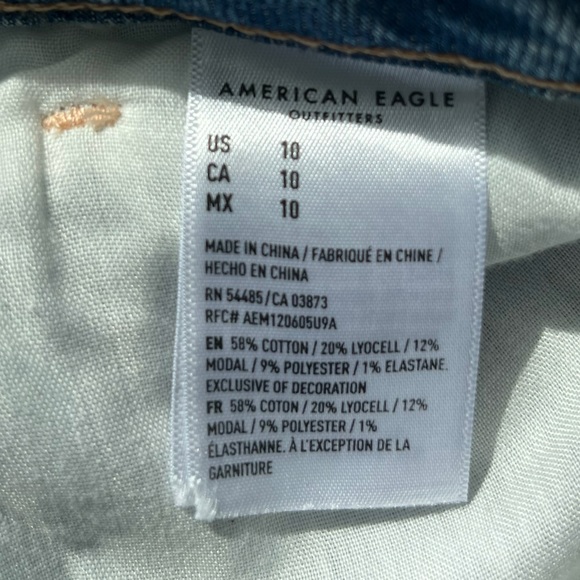 AMERICAN EAGLE
OUTFITTERS
US 10
CA 10
MX 10
MADE IN CHINA / FABRIQUÉ EN CHINE /
HECHO EN CHINA
RN 54485/CA 03873
RFC# AEM120605U9A
EN 58% COTTON / 20% LYOCELL / 12%
MODAL / 9% POLYESTER / 1% ELASTANE.
EXCLUSIVE OF DECORATION
FR 58% COTON / 20% LYOCELL / 12%
MODAL / 9% POLYESTER / 1%
ÉLASTHANNE. À L'EXCEPTION DE LA
GARNITURE